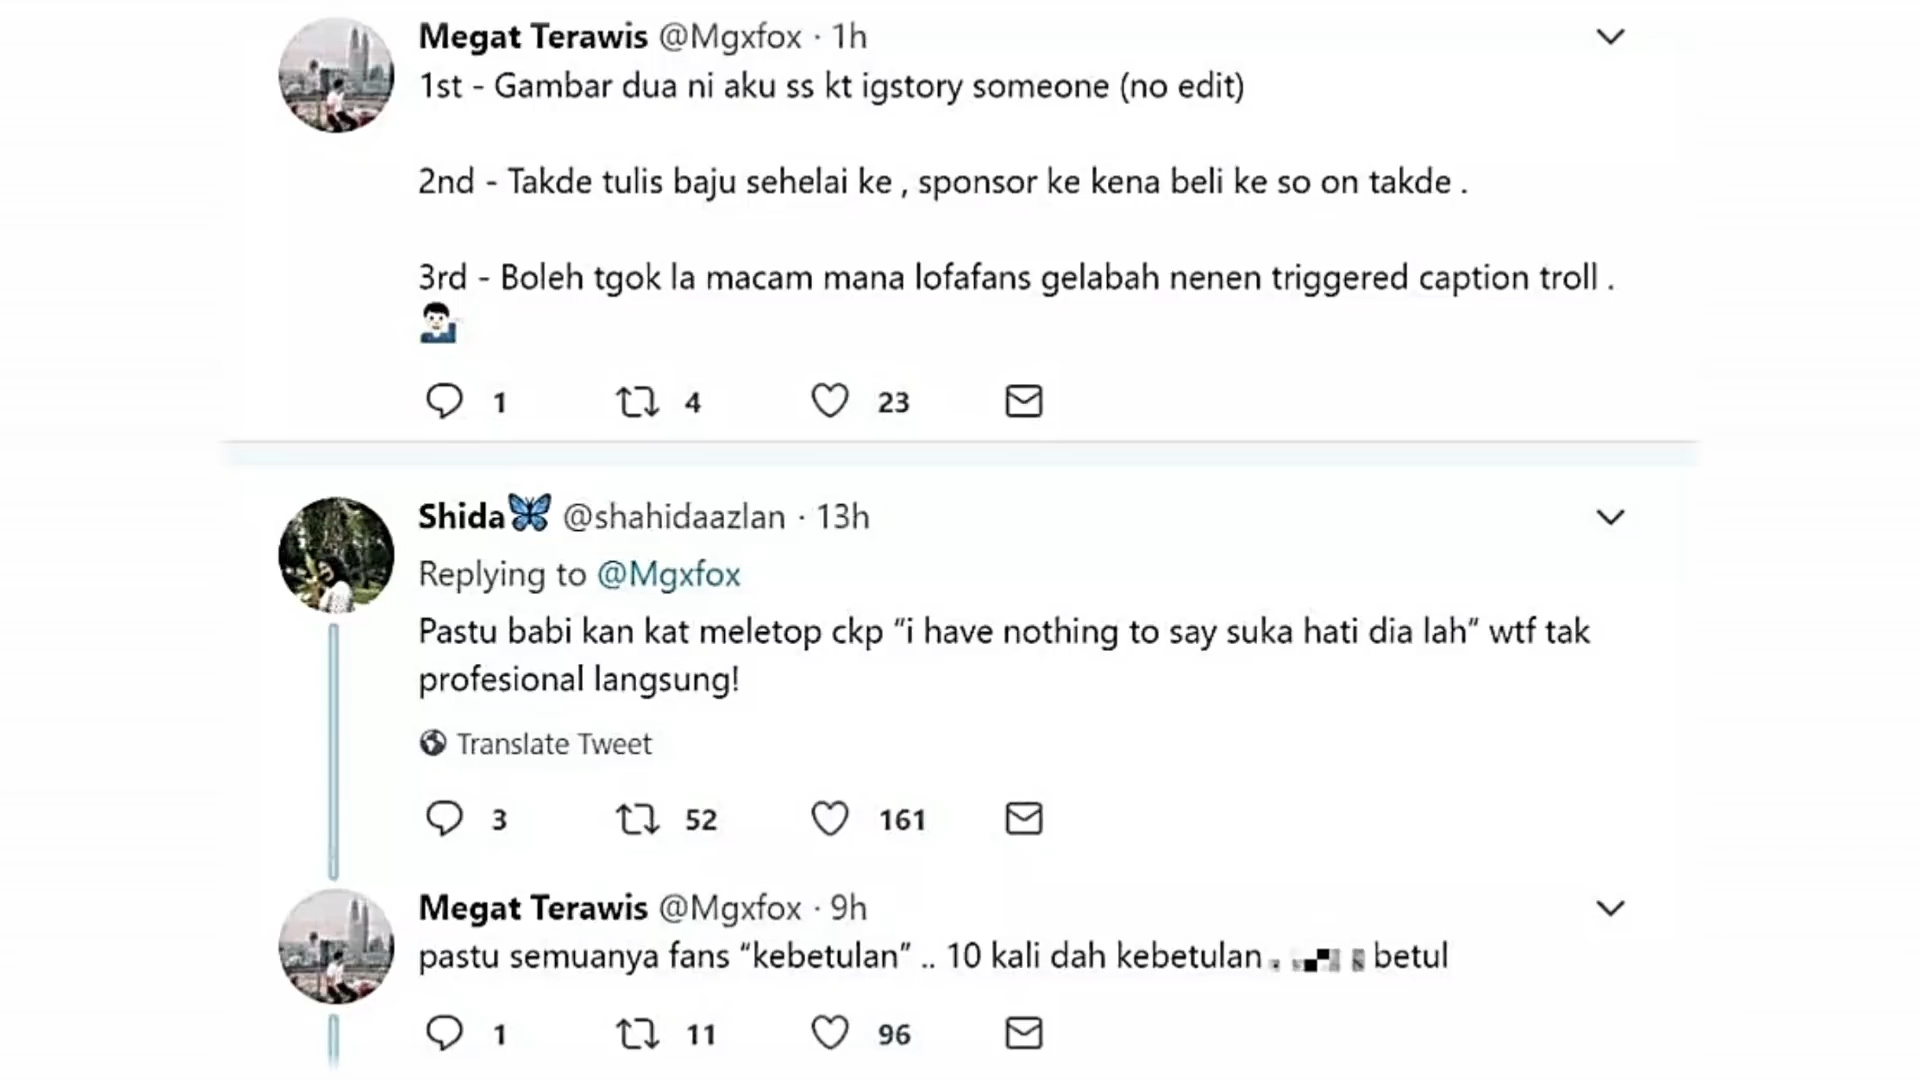 Megat Terawis @Mgxfox · 1h
1st - Gambar dua ni aku ss kt igstory someone (no edit)
2nd - Takde tulis baju sehelai ke , sponsor ke kena beli ke so on takde .
3rd - Boleh tgok la macam mana lofafans gelabah nenen triggered caption troll .
1 4 23
Shida @shahidaazlan · 13h
Replying to @Mgxfox
Pastu babi kan kat meletop ckp “i have nothing to say suka hati dia lah” wtf tak
profesional langsung!
Translate Tweet
3 52 161
Megat Terawis @Mgxfox · 9h
pastu semuanya fans “kebetulan” .. 10 kali dah kebetulan betul
1 11 96